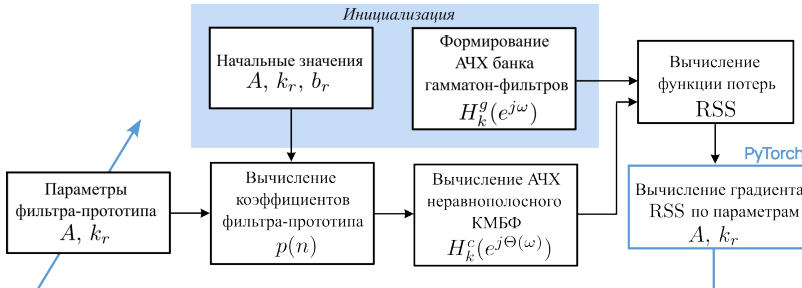 Инициализация
Начальные значения
A, k_r, b_r
Формирование
АЧХ банка
гамматон-фильтров
H_k^g(e^{jω})
Вычисление
функции потерь
RSS
PyTorch
Параметры
фильтра-прототипа
A, k_r
Вычисление
коэффициентов
фильтра-прототипа
p(n)
Вычисление АЧХ
неравнополосного
КМБФ
H_k^c(e^{jΘ(ω)})
Вычисление градиента
RSS по параметрам
A, k_r